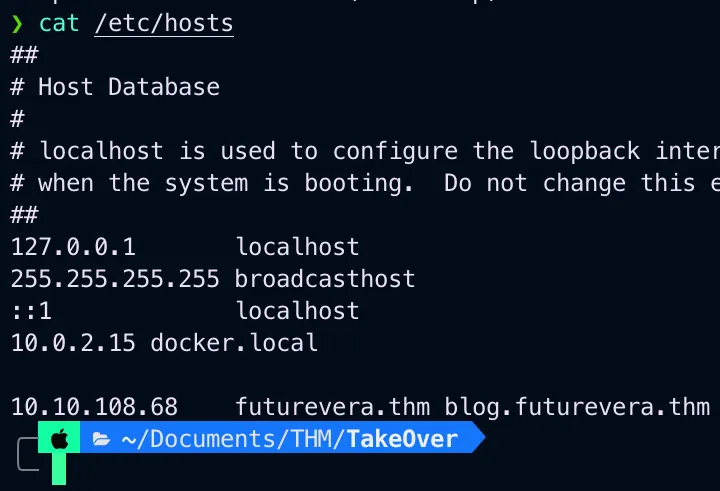 ❯ cat /etc/hosts
##
# Host Database
#
# localhost is used to configure the loopback inter
# when the system is booting.  Do not change this e
##
127.0.0.1       localhost
255.255.255.255 broadcasthost
::1             localhost
10.0.2.15 docker.local
10.10.108.68    futurevera.thm blog.futurevera.thm
~/Documents/THM/TakeOver